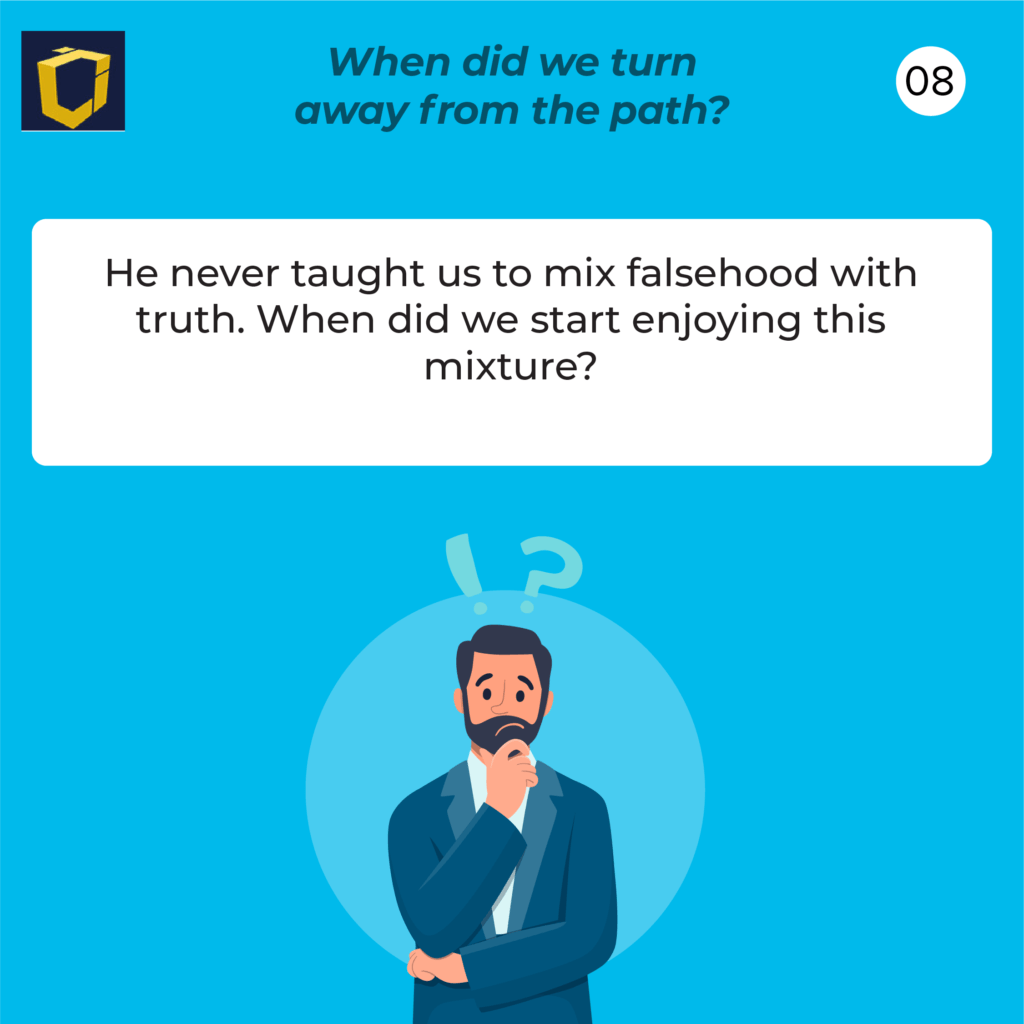 When did we turn
away from the path?
08
He never taught us to mix falsehood with
truth. When did we start enjoying this
mixture?
! ?